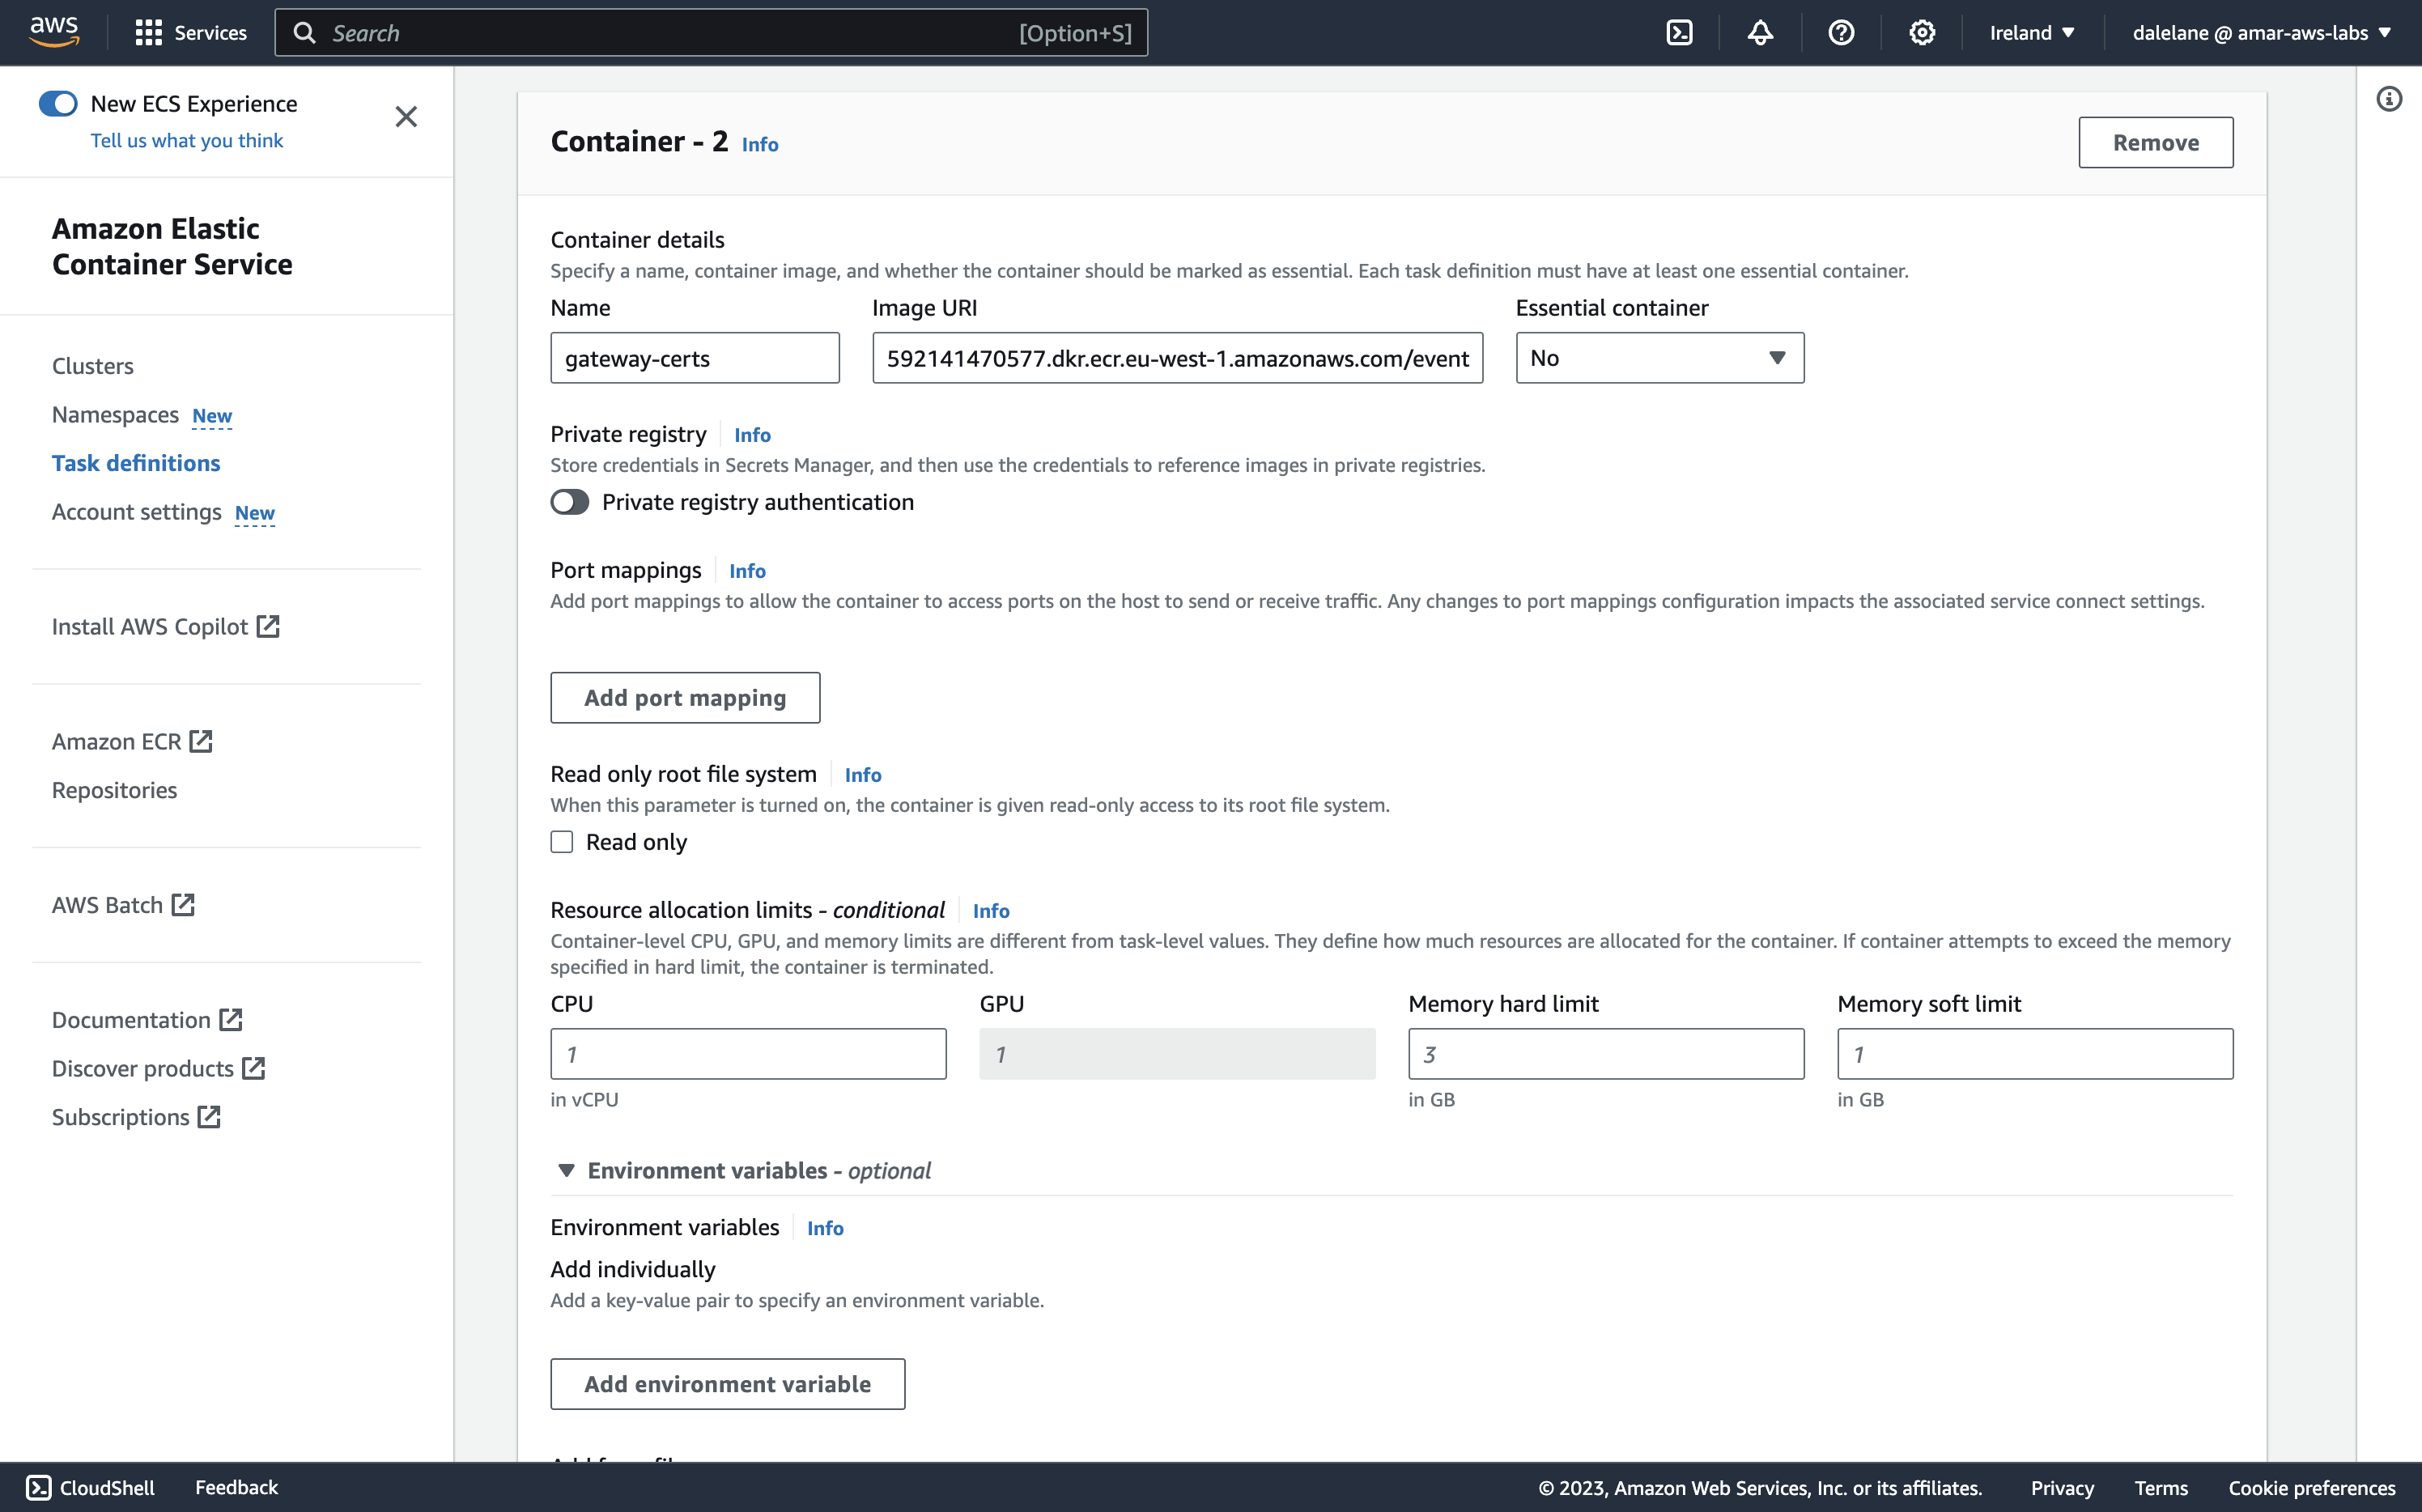 aws
Services
Search
[Option+S]
Ireland
dalelane @ amar-aws-labs
New ECS Experience
Tell us what you think
Amazon Elastic
Container Service
Clusters
Namespaces New
Task definitions
Account settings New
Install AWS Copilot
Amazon ECR
Repositories
AWS Batch
Documentation
Discover products
Subscriptions
Container - 2 Info
Remove
Container details
Specify a name, container image, and whether the container should be marked as essential. Each task definition must have at least one essential container.
Name Image URI Essential container
gateway-certs 592141470577.dkr.ecr.eu-west-1.amazonaws.com/event No
Private registry Info
Store credentials in Secrets Manager, and then use the credentials to reference images in private registries.
Private registry authentication
Port mappings Info
Add port mappings to allow the container to access ports on the host to send or receive traffic. Any changes to port mappings configuration impacts the associated service connect settings.
Add port mapping
Read only root file system Info
When this parameter is turned on, the container is given read-only access to its root file system.
Read only
Resource allocation limits - conditional Info
Container-level CPU, GPU, and memory limits are different from task-level values. They define how much resources are allocated for the container. If container attempts to exceed the memory
specified in hard limit, the container is terminated.
CPU GPU Memory hard limit Memory soft limit
1 1 3 1
in vCPU in GB in GB
Environment variables - optional
Environment variables Info
Add individually
Add a key-value pair to specify an environment variable.
Add environment variable
CloudShell
Feedback
© 2023, Amazon Web Services, Inc. or its affiliates.
Privacy
Terms
Cookie preferences